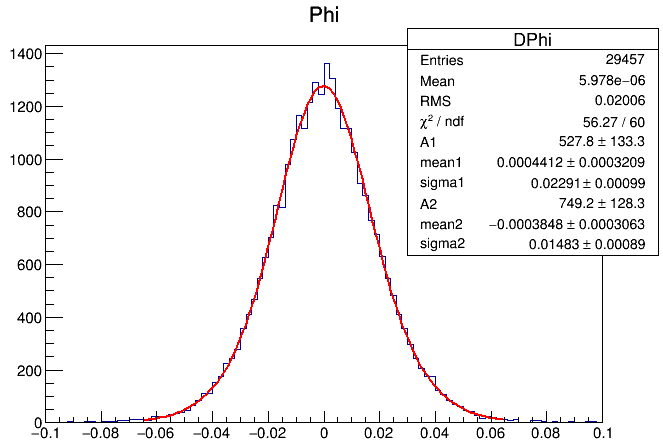 Phi
DPhi
Entries 29457
Mean 5.978e−06
RMS 0.02006
χ² / ndf 56.27 / 60
A1 527.8 ± 133.3
mean1 0.0004412 ± 0.0003209
sigma1 0.02291 ± 0.00099
A2 749.2 ± 128.3
mean2 −0.0003848 ± 0.0003063
sigma2 0.01483 ± 0.00089
1400
1200
1000
800
600
400
200
0
−0.1 −0.08 −0.06 −0.04 −0.02 0 0.02 0.04 0.06 0.08 0.1